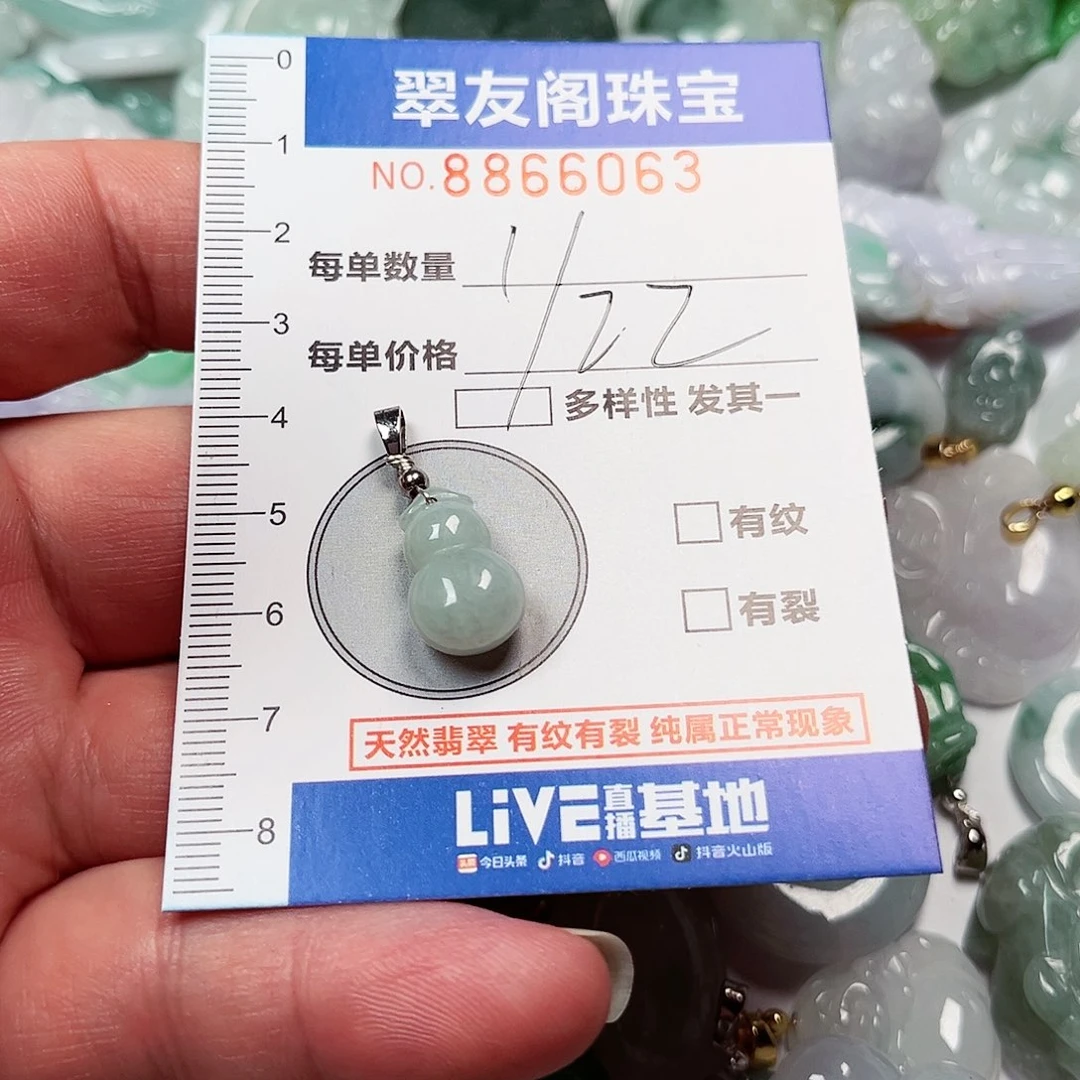 翠友阁珠宝
NO.8866063
每单数量 1
每单价格 22
多样性 发其一
有纹
有裂
天然翡翠 有纹有裂 纯属正常现象
LiVE直播基地
头条 今日头条 抖音 西瓜视频 抖音火山版
0
1
2
3
4
5
6
7
8